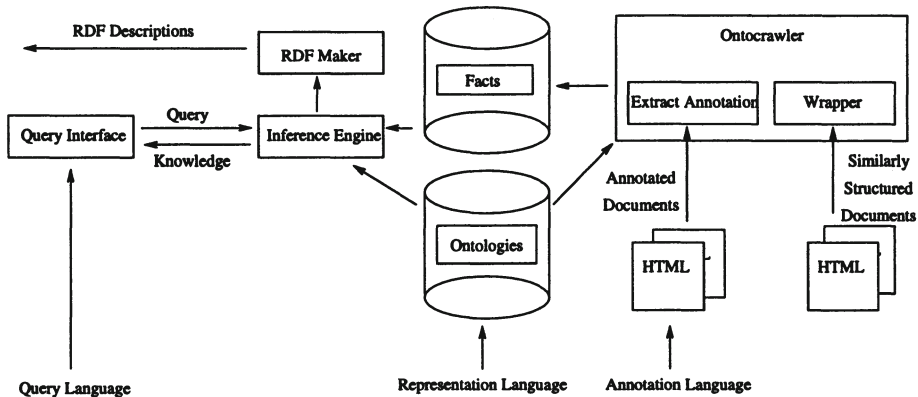 RDF Descriptions
RDF Maker
Facts
Ontocrawler
Extract Annotation
Wrapper
Query Interface
Query
Knowledge
Inference Engine
Annotated
Documents
Similarly
Structured
Documents
Ontologies
HTML
HTML
Query Language
Representation Language
Annotation Language